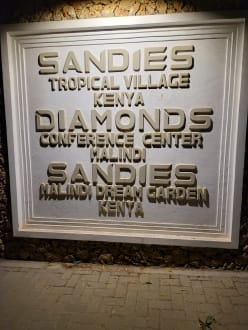 SANDIES
TROPICAL VILLAGE
KENYA
DIAMONDS
CONFERENCE CENTER
MALINDI
SANDIES
MALINDI DREAM GARDEN
KENYA